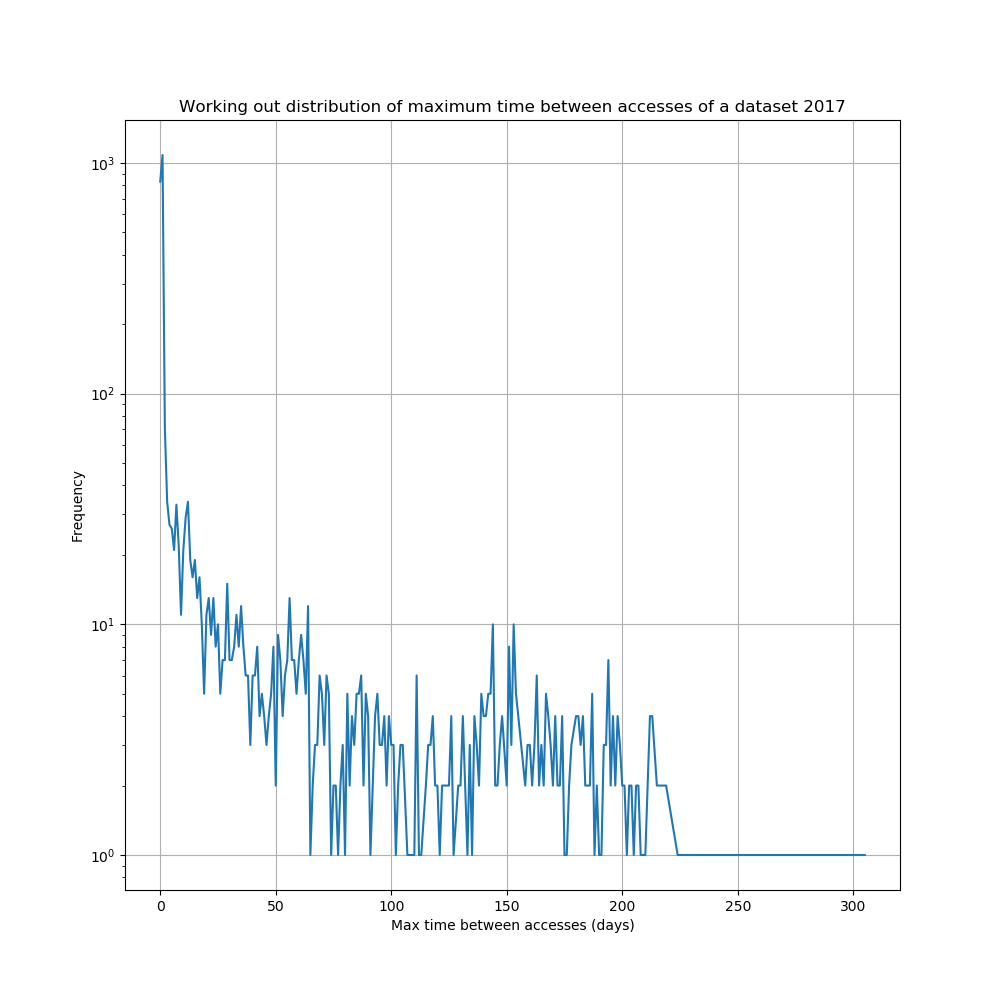 Working out distribution of maximum time between accesses of a dataset 2017
10³
10²
10¹
10⁰
Frequency
0 50 100 150 200 250 300
Max time between accesses (days)